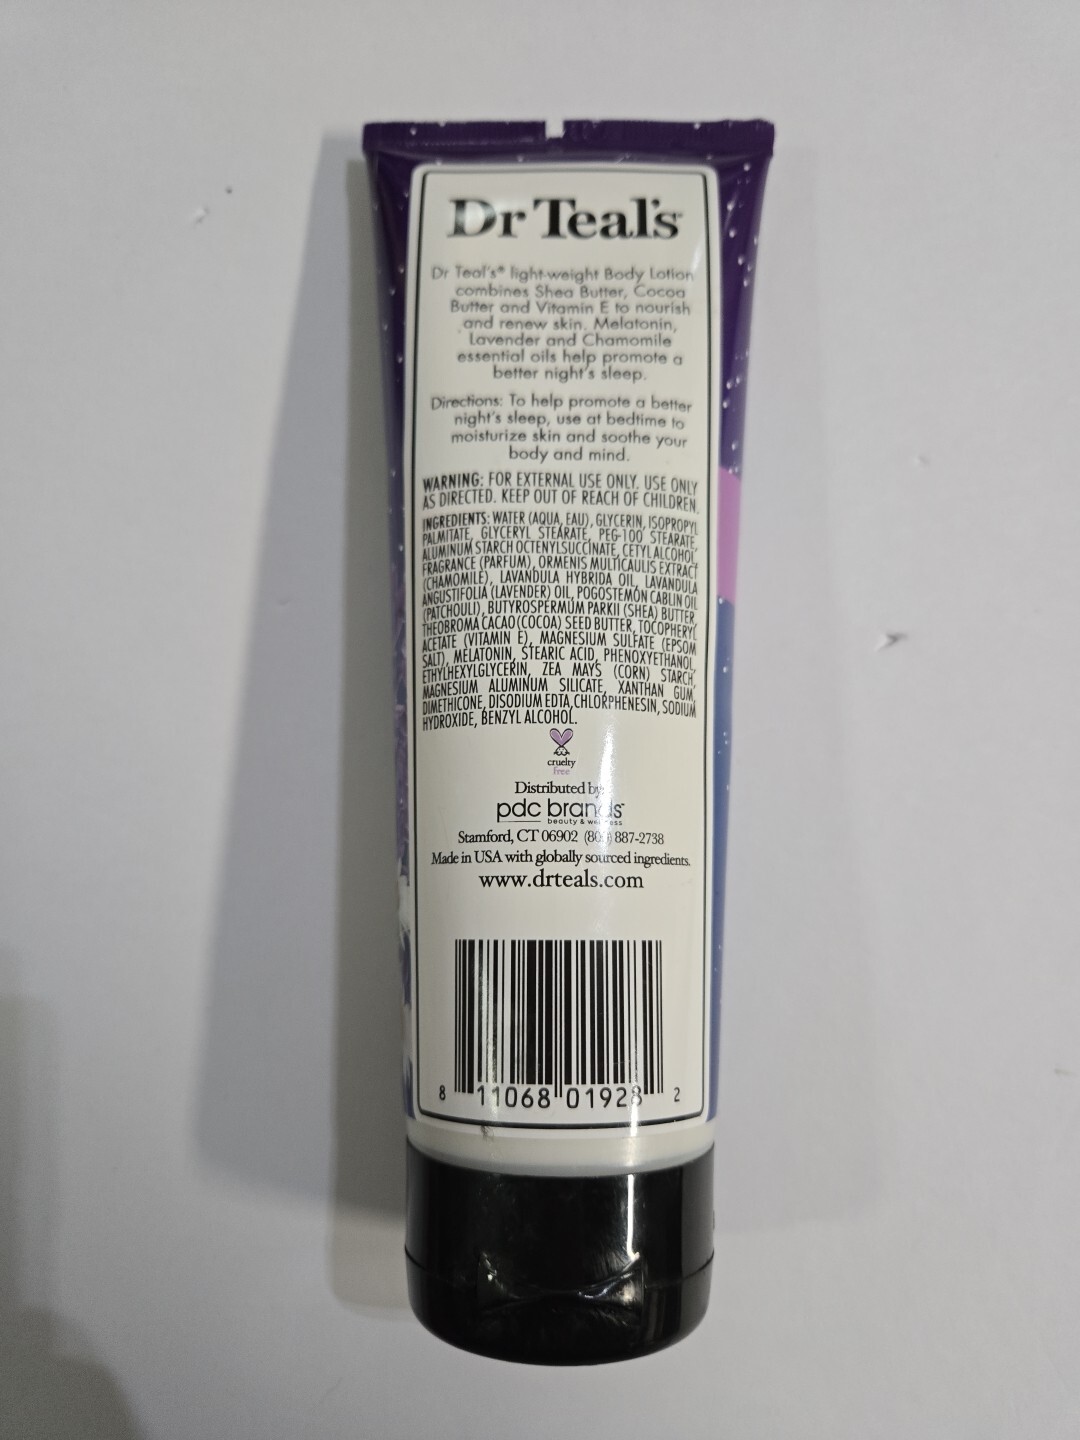 Dr Teal's
Dr Teal's® light-weight Body Lotion
combines Shea Butter, Cocoa
Butter and Vitamin E to nourish
and renew skin. Melatonin,
Lavender and Chamomile
essential oils help promote a
better night's sleep.
Directions: To help promote a better
night's sleep, use at bedtime to
moisturize skin and soothe your
body and mind.
WARNING: FOR EXTERNAL USE ONLY. USE ONLY
AS DIRECTED. KEEP OUT OF REACH OF CHILDREN.
INGREDIENTS: WATER (AQUA, EAU), GLYCERIN, ISOPROPYL
PALMITATE, GLYCERYL STEARATE, PEG-100 STEARATE,
ALUMINUM STARCH OCTENYLSUCCINATE, CETYL ALCOHOL,
FRAGRANCE (PARFUM), ORMENIS MULTICAULIS EXTRACT
(CHAMOMILE), LAVANDULA HYBRIDA OIL, LAVANDULA
ANGUSTIFOLIA (LAVENDER) OIL, POGOSTEMON CABLIN OIL
(PATCHOULI), BUTYROSPERMUM PARKII (SHEA) BUTTER,
THEOBROMA CACAO (COCOA) SEED BUTTER, TOCOPHERYL
ACETATE (VITAMIN E), MAGNESIUM SULFATE (EPSOM
SALT), MELATONIN, STEARIC ACID, PHENOXYETHANOL,
ETHYLHEXYLGLYCERIN, ZEA MAYS (CORN) STARCH,
MAGNESIUM ALUMINUM SILICATE, XANTHAN GUM,
DIMETHICONE, DISODIUM EDTA, CHLORPHENESIN, SODIUM
HYDROXIDE, BENZYL ALCOHOL.
cruelty
free
Distributed by:
pdc brands
beauty & wellness
Stamford, CT 06902 887-2738
Made in USA with globally sourced ingredients.
www.drteals.com
8 11068 01928 2